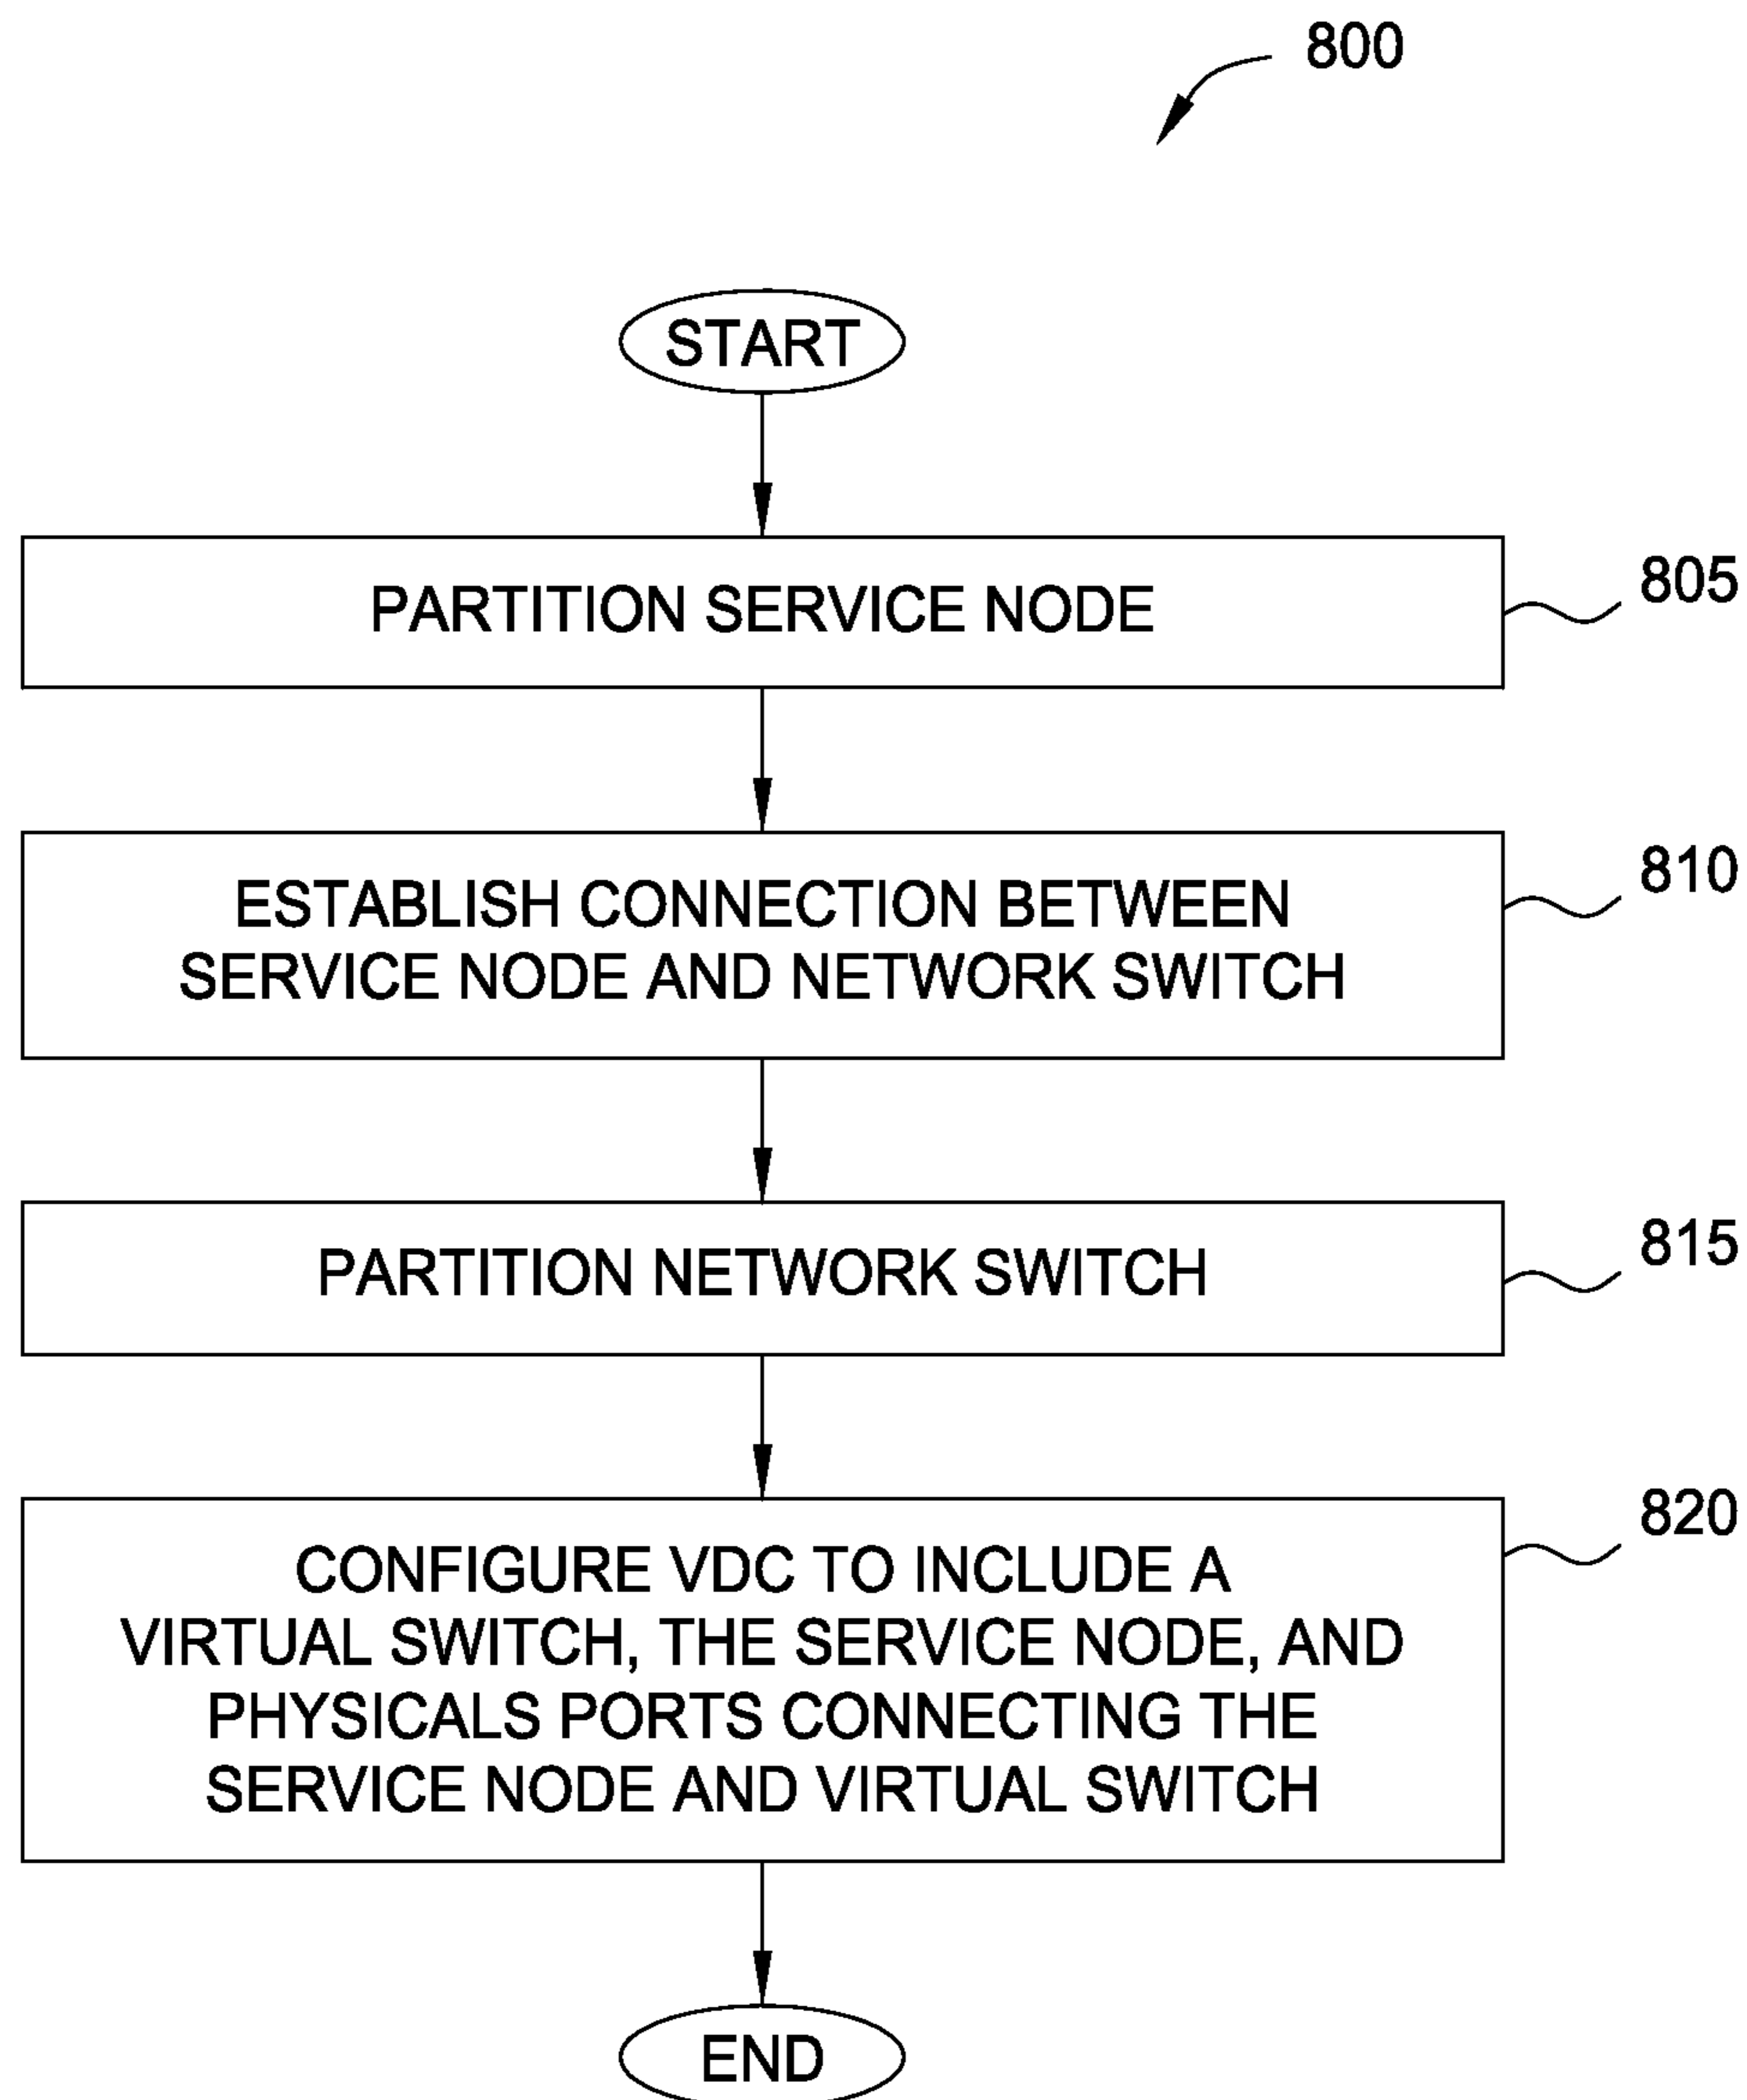 800
START
PARTITION SERVICE NODE
805
ESTABLISH CONNECTION BETWEEN
SERVICE NODE AND NETWORK SWITCH
810
PARTITION NETWORK SWITCH
815
CONFIGURE VDC TO INCLUDE A
VIRTUAL SWITCH, THE SERVICE NODE, AND
PHYSICALS PORTS CONNECTING THE
SERVICE NODE AND VIRTUAL SWITCH
820
END